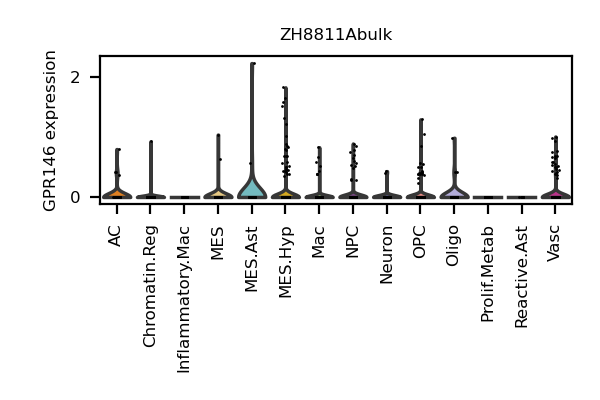 ZH8811Abulk
GPR146 expression
2
0
AC
Chromatin.Reg
Inflammatory.Mac
MES
MES.Ast
MES.Hyp
Mac
NPC
Neuron
OPC
Oligo
Prolif.Metab
Reactive.Ast
Vasc